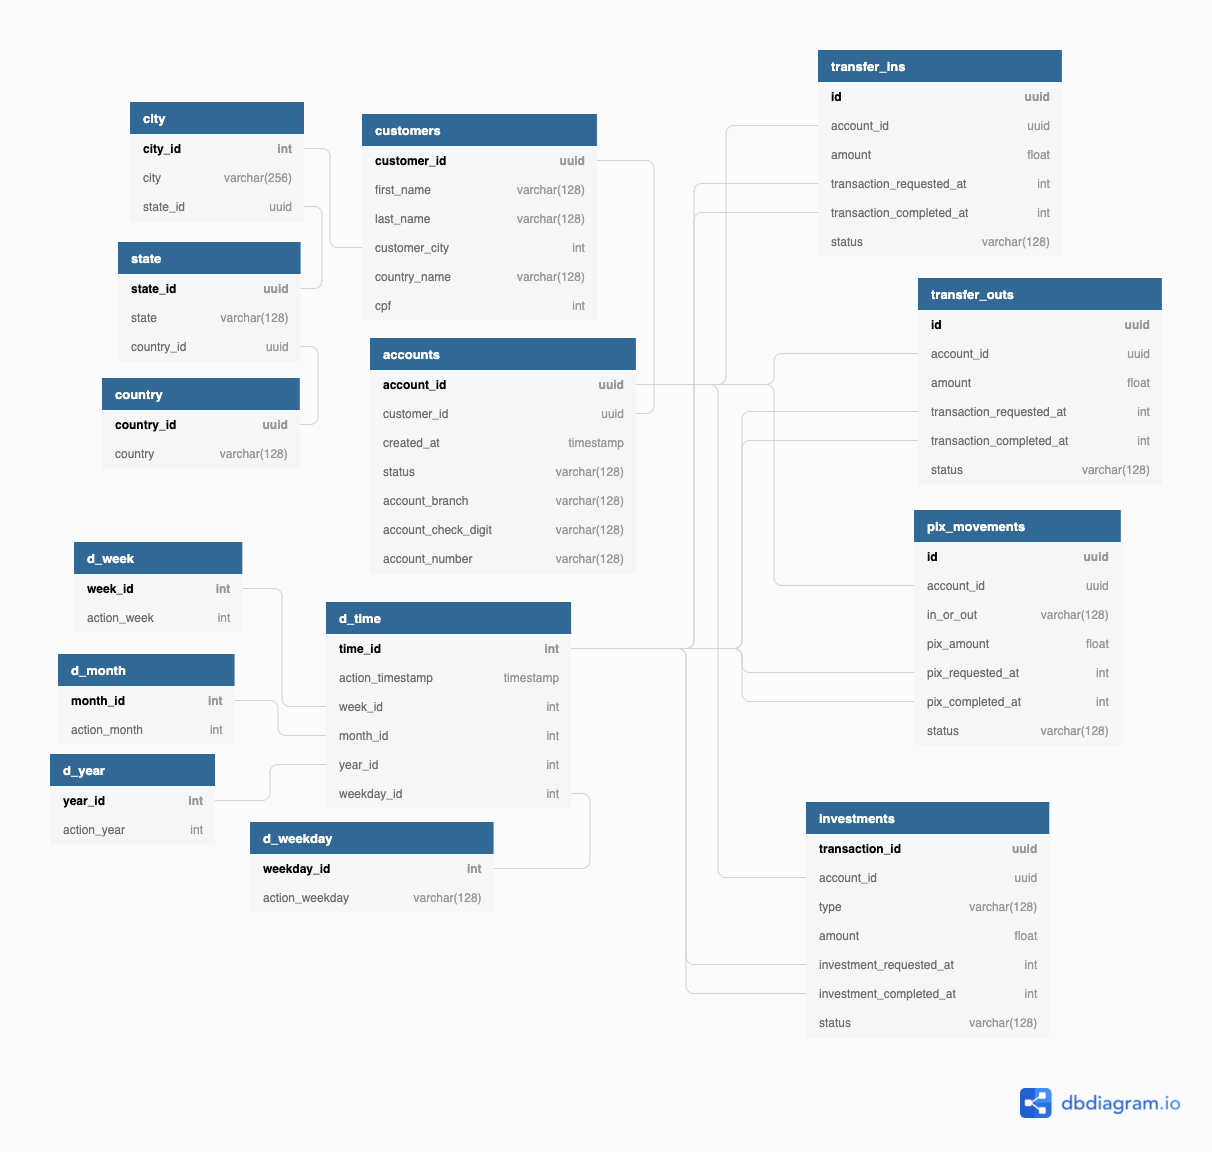 city
city_id int
city varchar(256)
state_id uuid
state
state_id uuid
state varchar(128)
country_id uuid
country
country_id uuid
country varchar(128)
customers
customer_id uuid
first_name varchar(128)
last_name varchar(128)
customer_city int
country_name varchar(128)
cpf int
accounts
account_id uuid
customer_id uuid
created_at timestamp
status varchar(128)
account_branch varchar(128)
account_check_digit varchar(128)
account_number varchar(128)
d_week
week_id int
action_week int
d_month
month_id int
action_month int
d_year
year_id int
action_year int
d_time
time_id int
action_timestamp timestamp
week_id int
month_id int
year_id int
weekday_id int
d_weekday
weekday_id int
action_weekday varchar(128)
transfer_ins
id uuid
account_id uuid
amount float
transaction_requested_at int
transaction_completed_at int
status varchar(128)
transfer_outs
id uuid
account_id uuid
amount float
transaction_requested_at int
transaction_completed_at int
status varchar(128)
pix_movements
id uuid
account_id uuid
in_or_out varchar(128)
pix_amount float
pix_requested_at int
pix_completed_at int
status varchar(128)
investments
transaction_id uuid
account_id uuid
type varchar(128)
amount float
investment_requested_at int
investment_completed_at int
status varchar(128)
dbdiagram.io